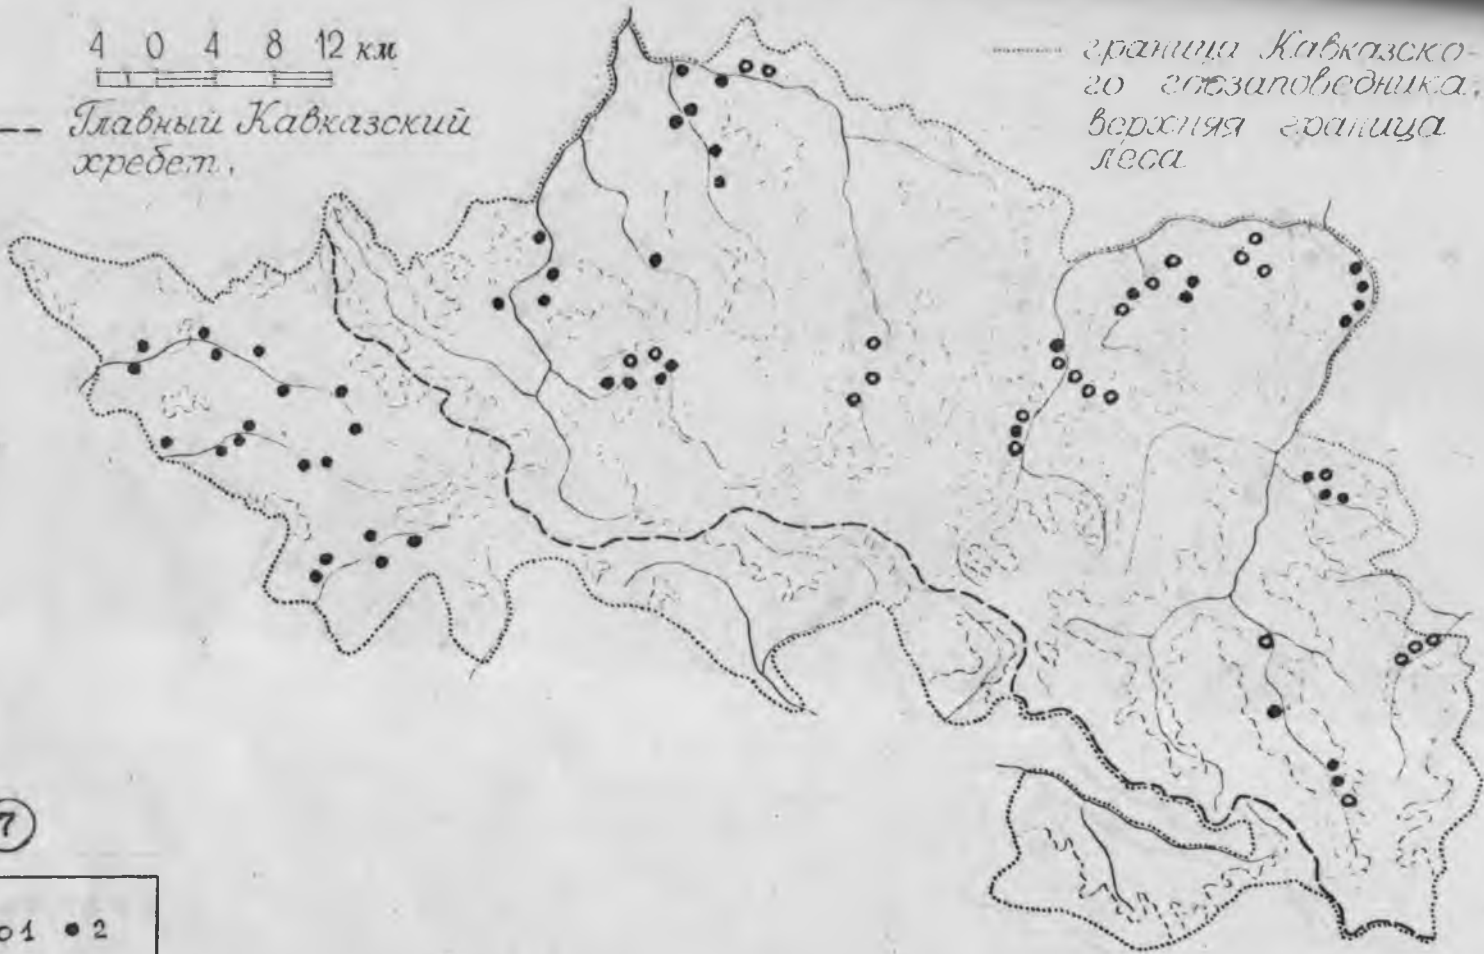 4 0 4 8 12 км
Главный Кавказский
хребет.
граница Кавказско-
го госзаповедника,
верхняя граница
леса
7
о1 •2